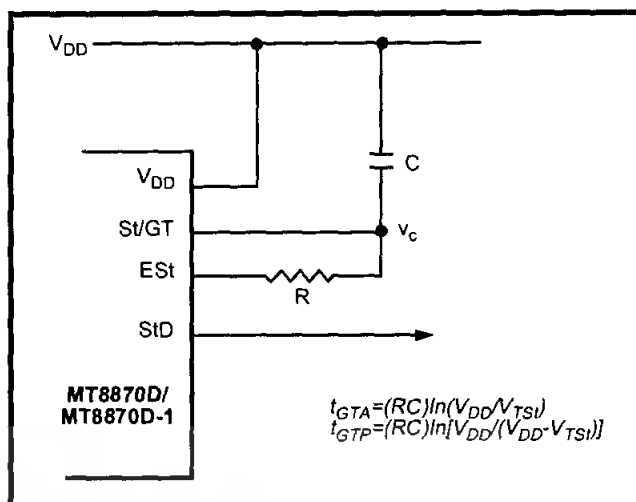 VDD
VDD
C
St/GT
vc
ESt
R
StD
MT8870D/
MT8870D-1
tGTA=(RC)ln(VDD/VTSt)
tGTP=(RC)ln[VDD/(VDD-VTSt)]